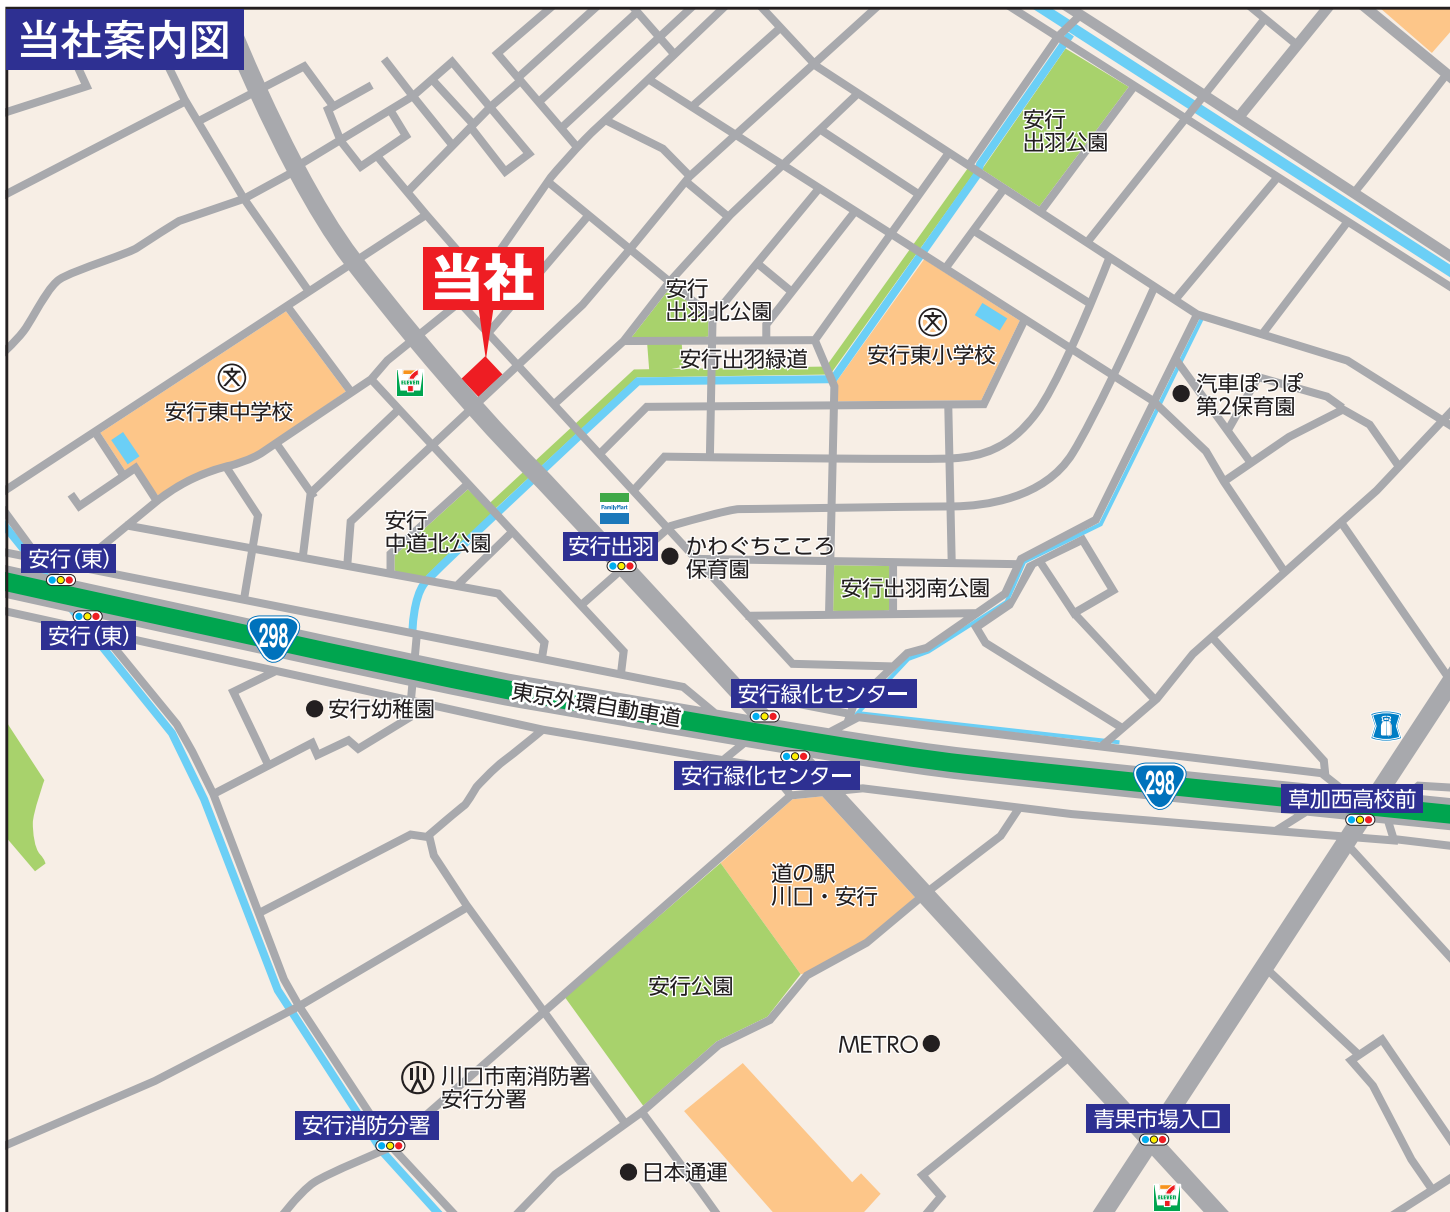 当社案内図
安行
出羽公園
当社
安行
出羽北公園
文
安行東小学校
安行出羽緑道
文
安行東中学校
7
ELEVEN
汽車ぽっぽ
第2保育園
FamilyMart
安行
中道北公園
安行出羽
かわぐちこころ
保育園
安行(東)
安行出羽南公園
安行(東)
298
東京外環自動車道
安行緑化センター
安行幼稚園
安行緑化センター
298
草加西高校前
道の駅
川口・安行
安行公園
METRO
川口市南消防署
安行分署
安行消防分署
青果市場入口
日本通運
7
ELEVEN